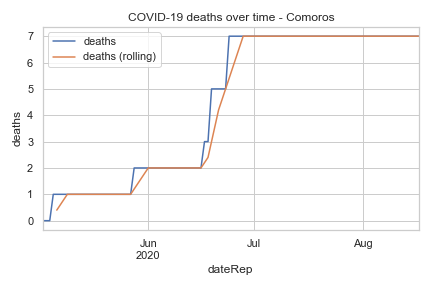 COVID-19 deaths over time - Comoros
deaths
deaths (rolling)
7
6
5
4
3
2
1
0
deaths
Jun
2020
Jul
Aug
dateRep